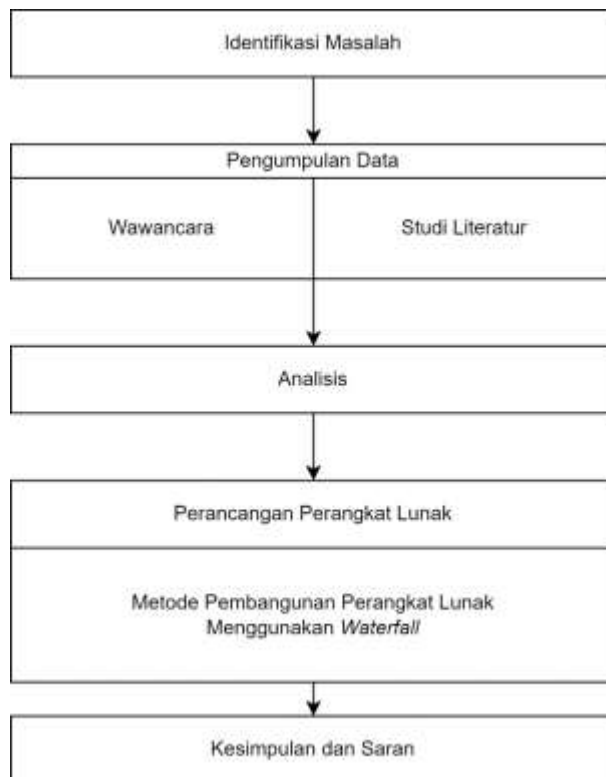 Identifikasi Masalah
Pengumpulan Data
Wawancara
Studi Literatur
Analisis
Perancangan Perangkat Lunak
Metode Pembangunan Perangkat Lunak
Menggunakan Waterfall
Kesimpulan dan Saran